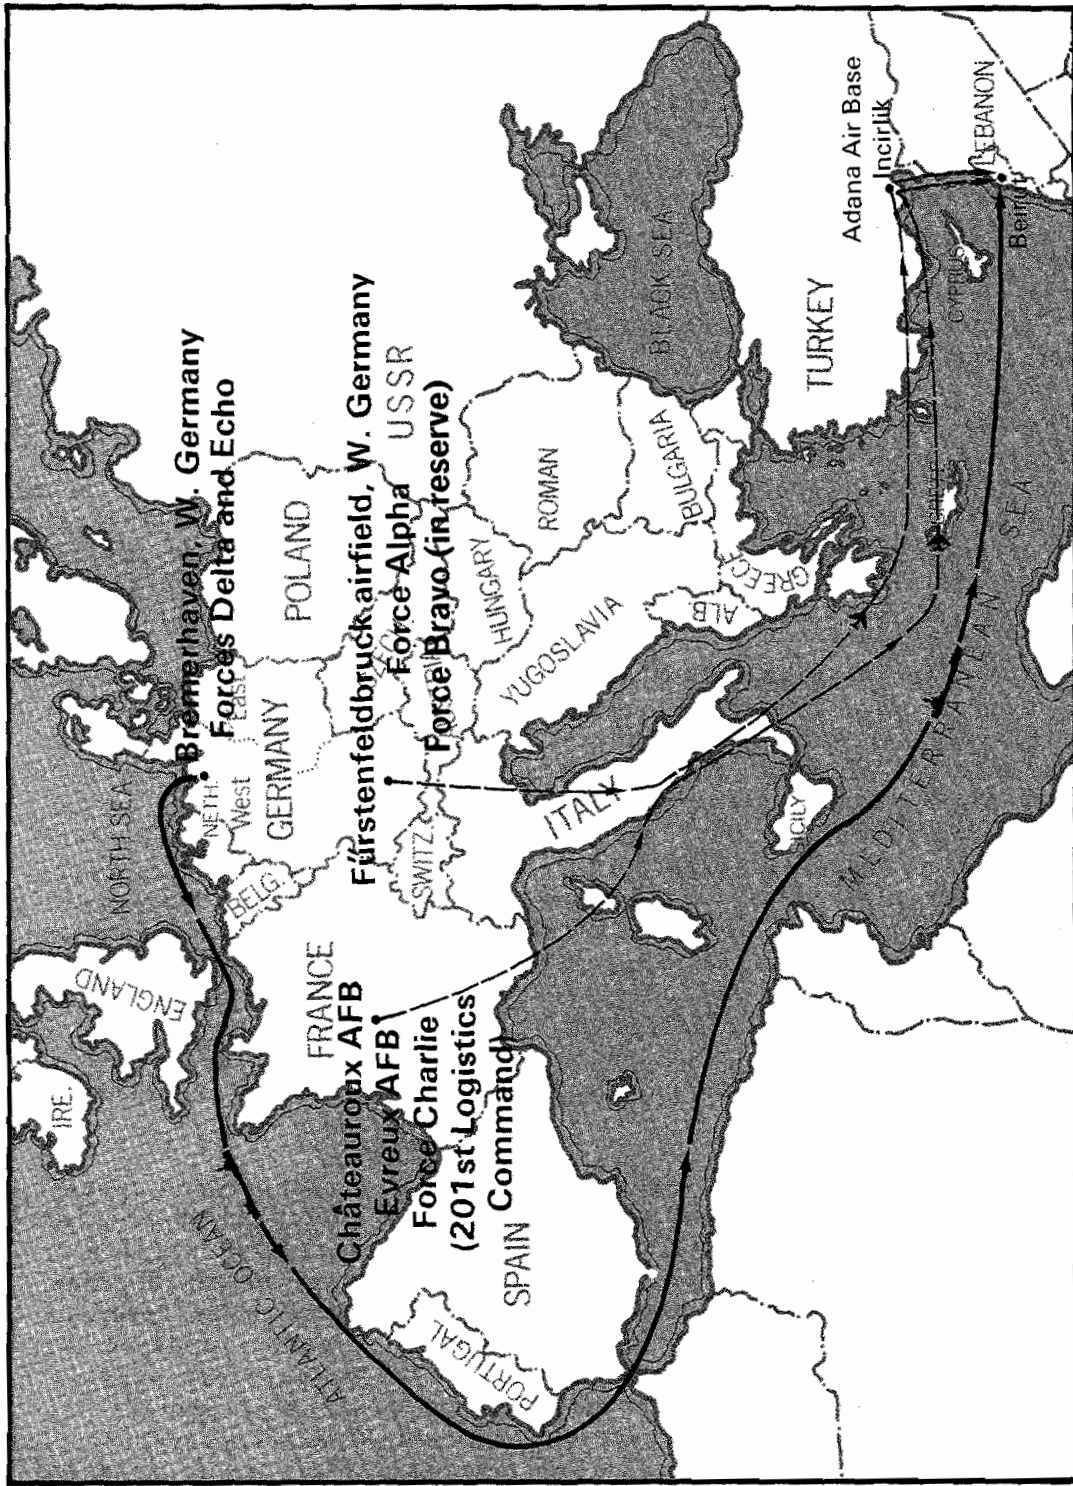 Bremerhaven, W. Germany
Forces Delta and Echo
Fürstenfeldbruck airfield, W. Germany
Force Alpha
Force Bravo (in reserve)
Châteauroux AFB
Evreux AFB
Force Charlie
(201st Logistics
Command)
Adana Air Base
Incirlik
Beirut
LEBANON
CYPRUS
TURKEY
BLACK SEA
USSR
POLAND
ROMAN
BULGARIA
HUNGARY
YUGOSLAVIA
ALB
GREECE
ITALY
SICILY
SWITZ
East
West
GERMANY
NETH
BELG
NORTH SEA
ENGLAND
IRE.
FRANCE
SPAIN
PORTUGAL
ATLANTIC OCEAN
MEDITERRANEAN SEA